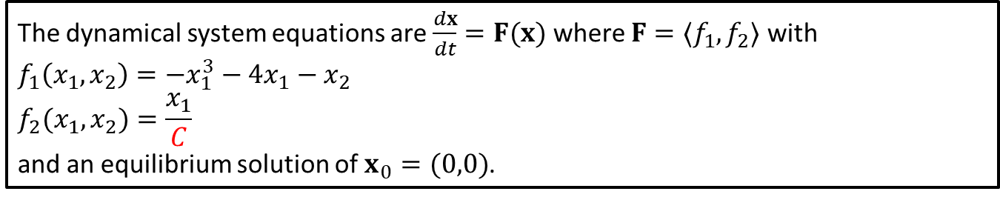 The dynamical system equations are $\frac{d\mathbf{x}}{dt} = \mathbf{F}(\mathbf{x})$ where $\mathbf{F} = \langle f_1, f_2 \rangle$ with
$f_1(x_1, x_2) = -x_1^3 - 4x_1 - x_2$
$f_2(x_1, x_2) = \frac{x_1}{C}$
and an equilibrium solution of $\mathbf{x}_0 = (0,0)$.